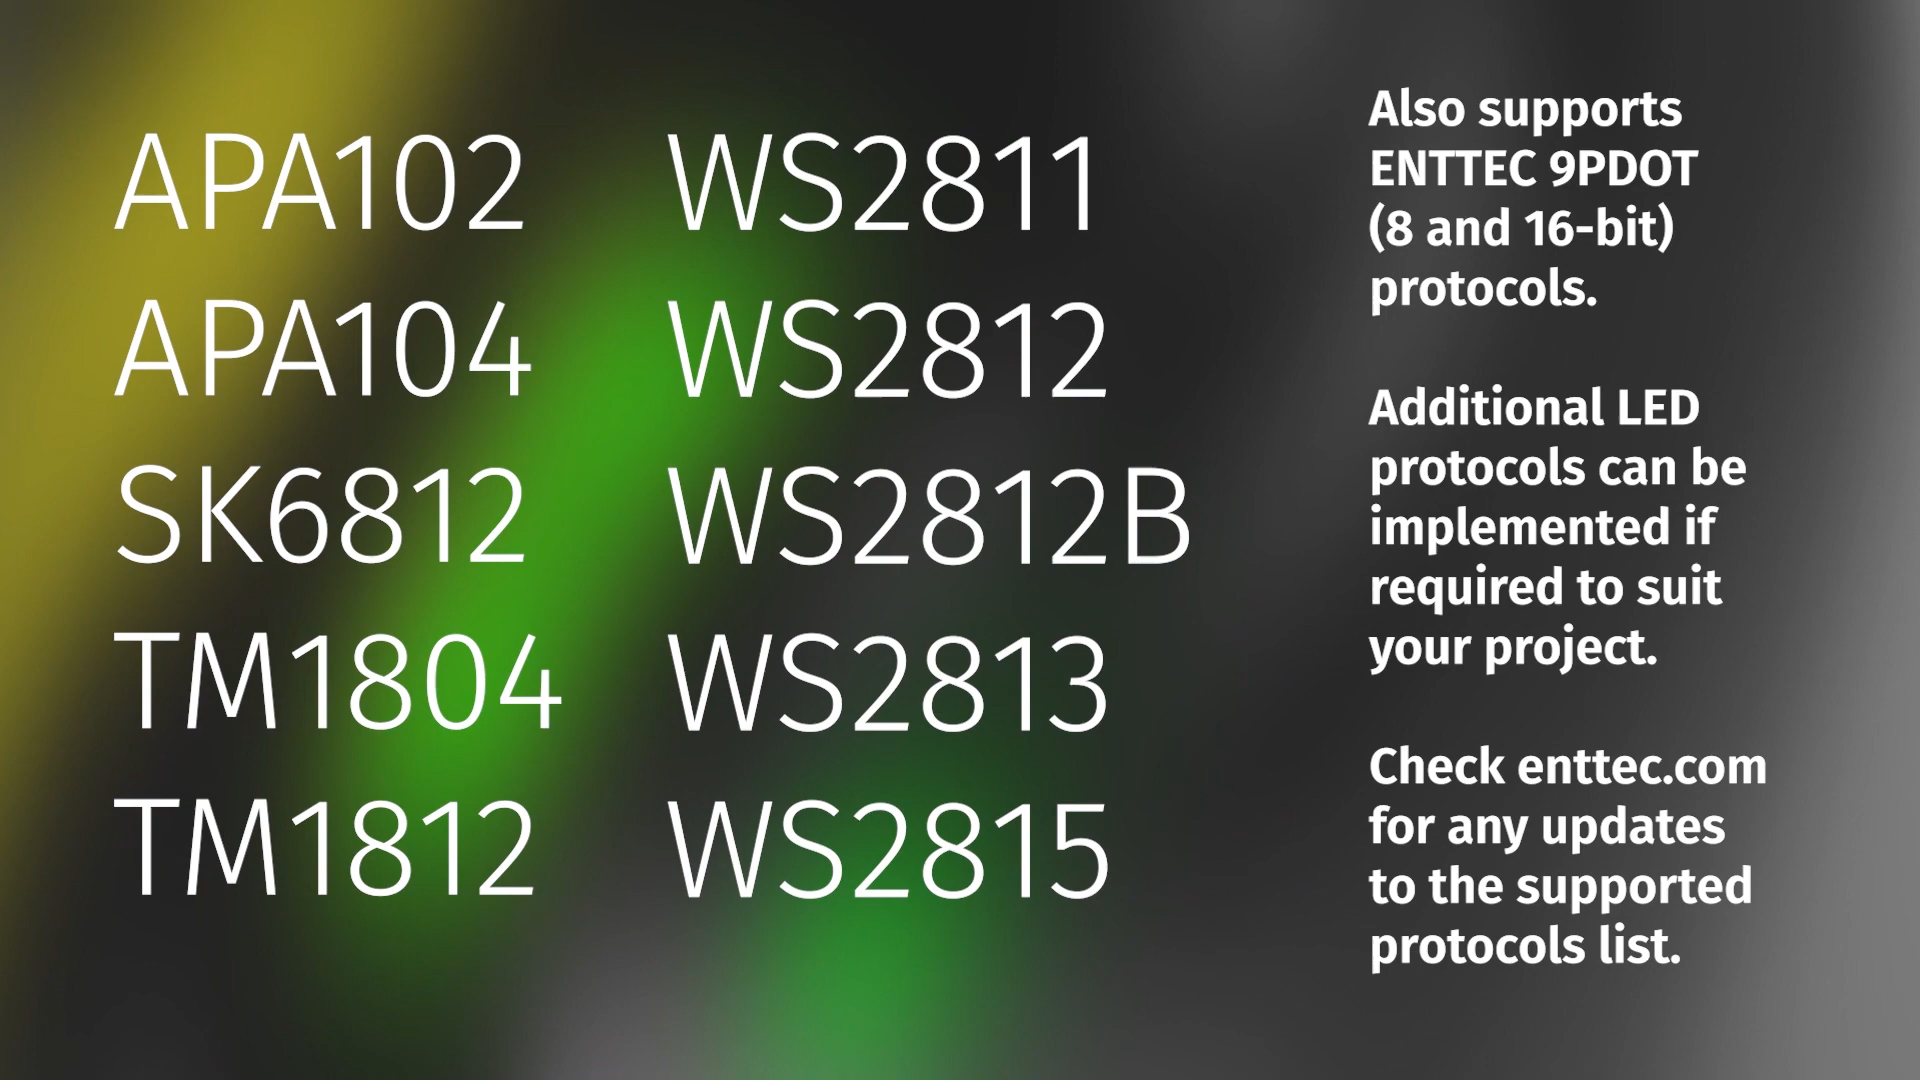 APA102
APA104
SK6812
TM1804
TM1812
WS2811
WS2812
WS2812B
WS2813
WS2815
Also supports
ENTTEC 9PDOT
(8 and 16-bit)
protocols.
Additional LED
protocols can be
implemented if
required to suit
your project.
Check enttec.com
for any updates
to the supported
protocols list.